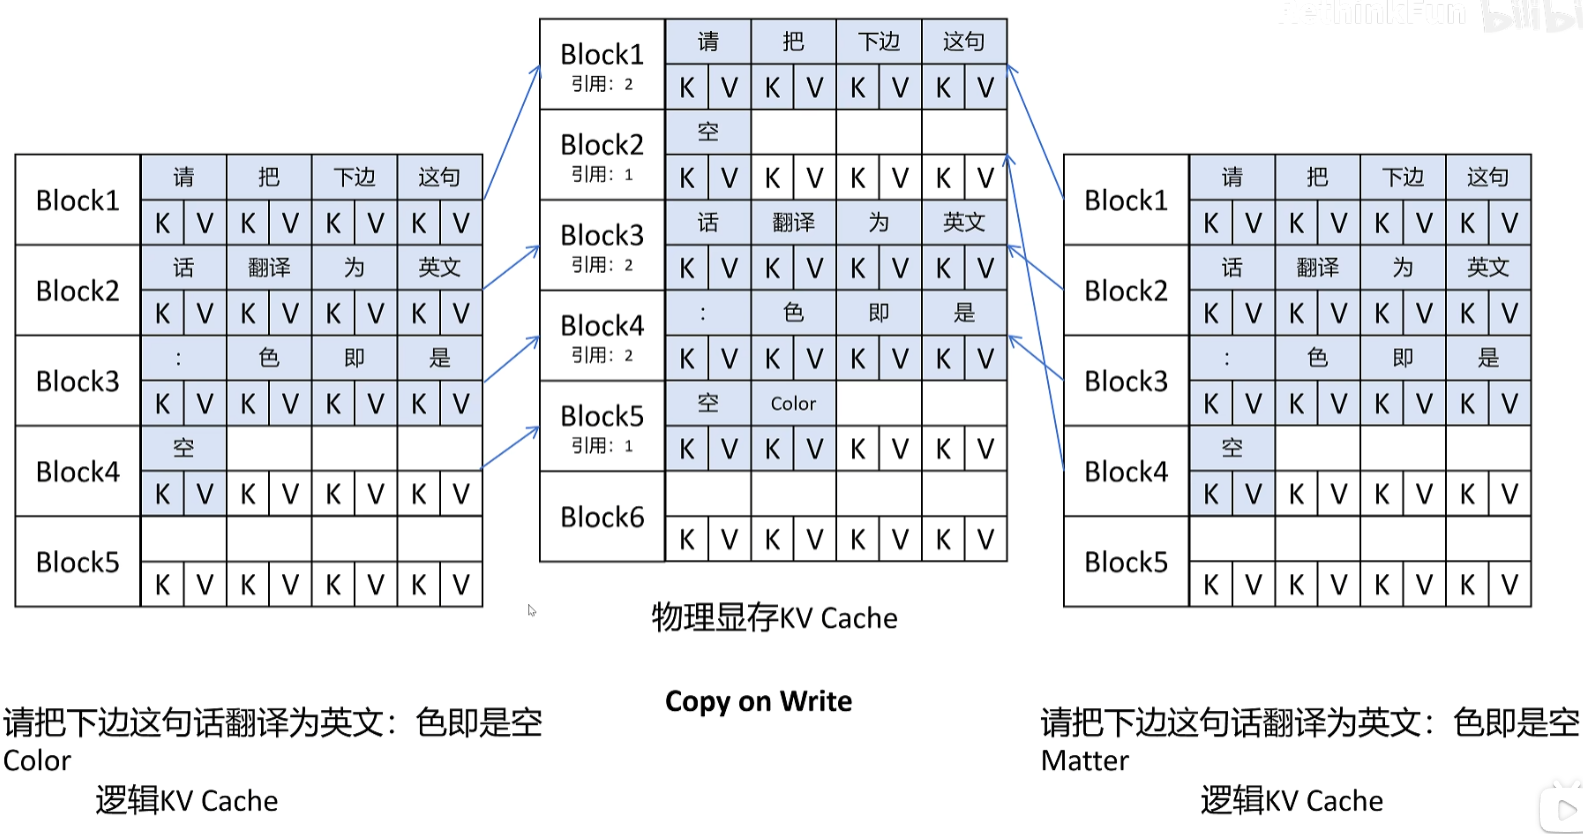 RethinkFun
Block1 请 把 下边 这句
K V K V K V K V
Block2 话 翻译 为 英文
K V K V K V K V
Block3 : 色 即 是
K V K V K V K V
Block4 空
K V K V K V K V
Block5
K V K V K V K V
Block1 请 把 下边 这句
引用：2 K V K V K V K V
Block2 空
引用：1 K V K V K V K V
Block3 话 翻译 为 英文
引用：2 K V K V K V K V
Block4 : 色 即 是
引用：2 K V K V K V K V
Block5 空 Color
引用：1 K V K V K V K V
Block6
K V K V K V K V
Block1 请 把 下边 这句
K V K V K V K V
Block2 话 翻译 为 英文
K V K V K V K V
Block3 : 色 即 是
K V K V K V K V
Block4 空
K V K V K V K V
Block5
K V K V K V K V
物理显存KV Cache
Copy on Write
请把下边这句话翻译为英文：色即是空
Color
逻辑KV Cache
请把下边这句话翻译为英文：色即是空
Matter
逻辑KV Cache